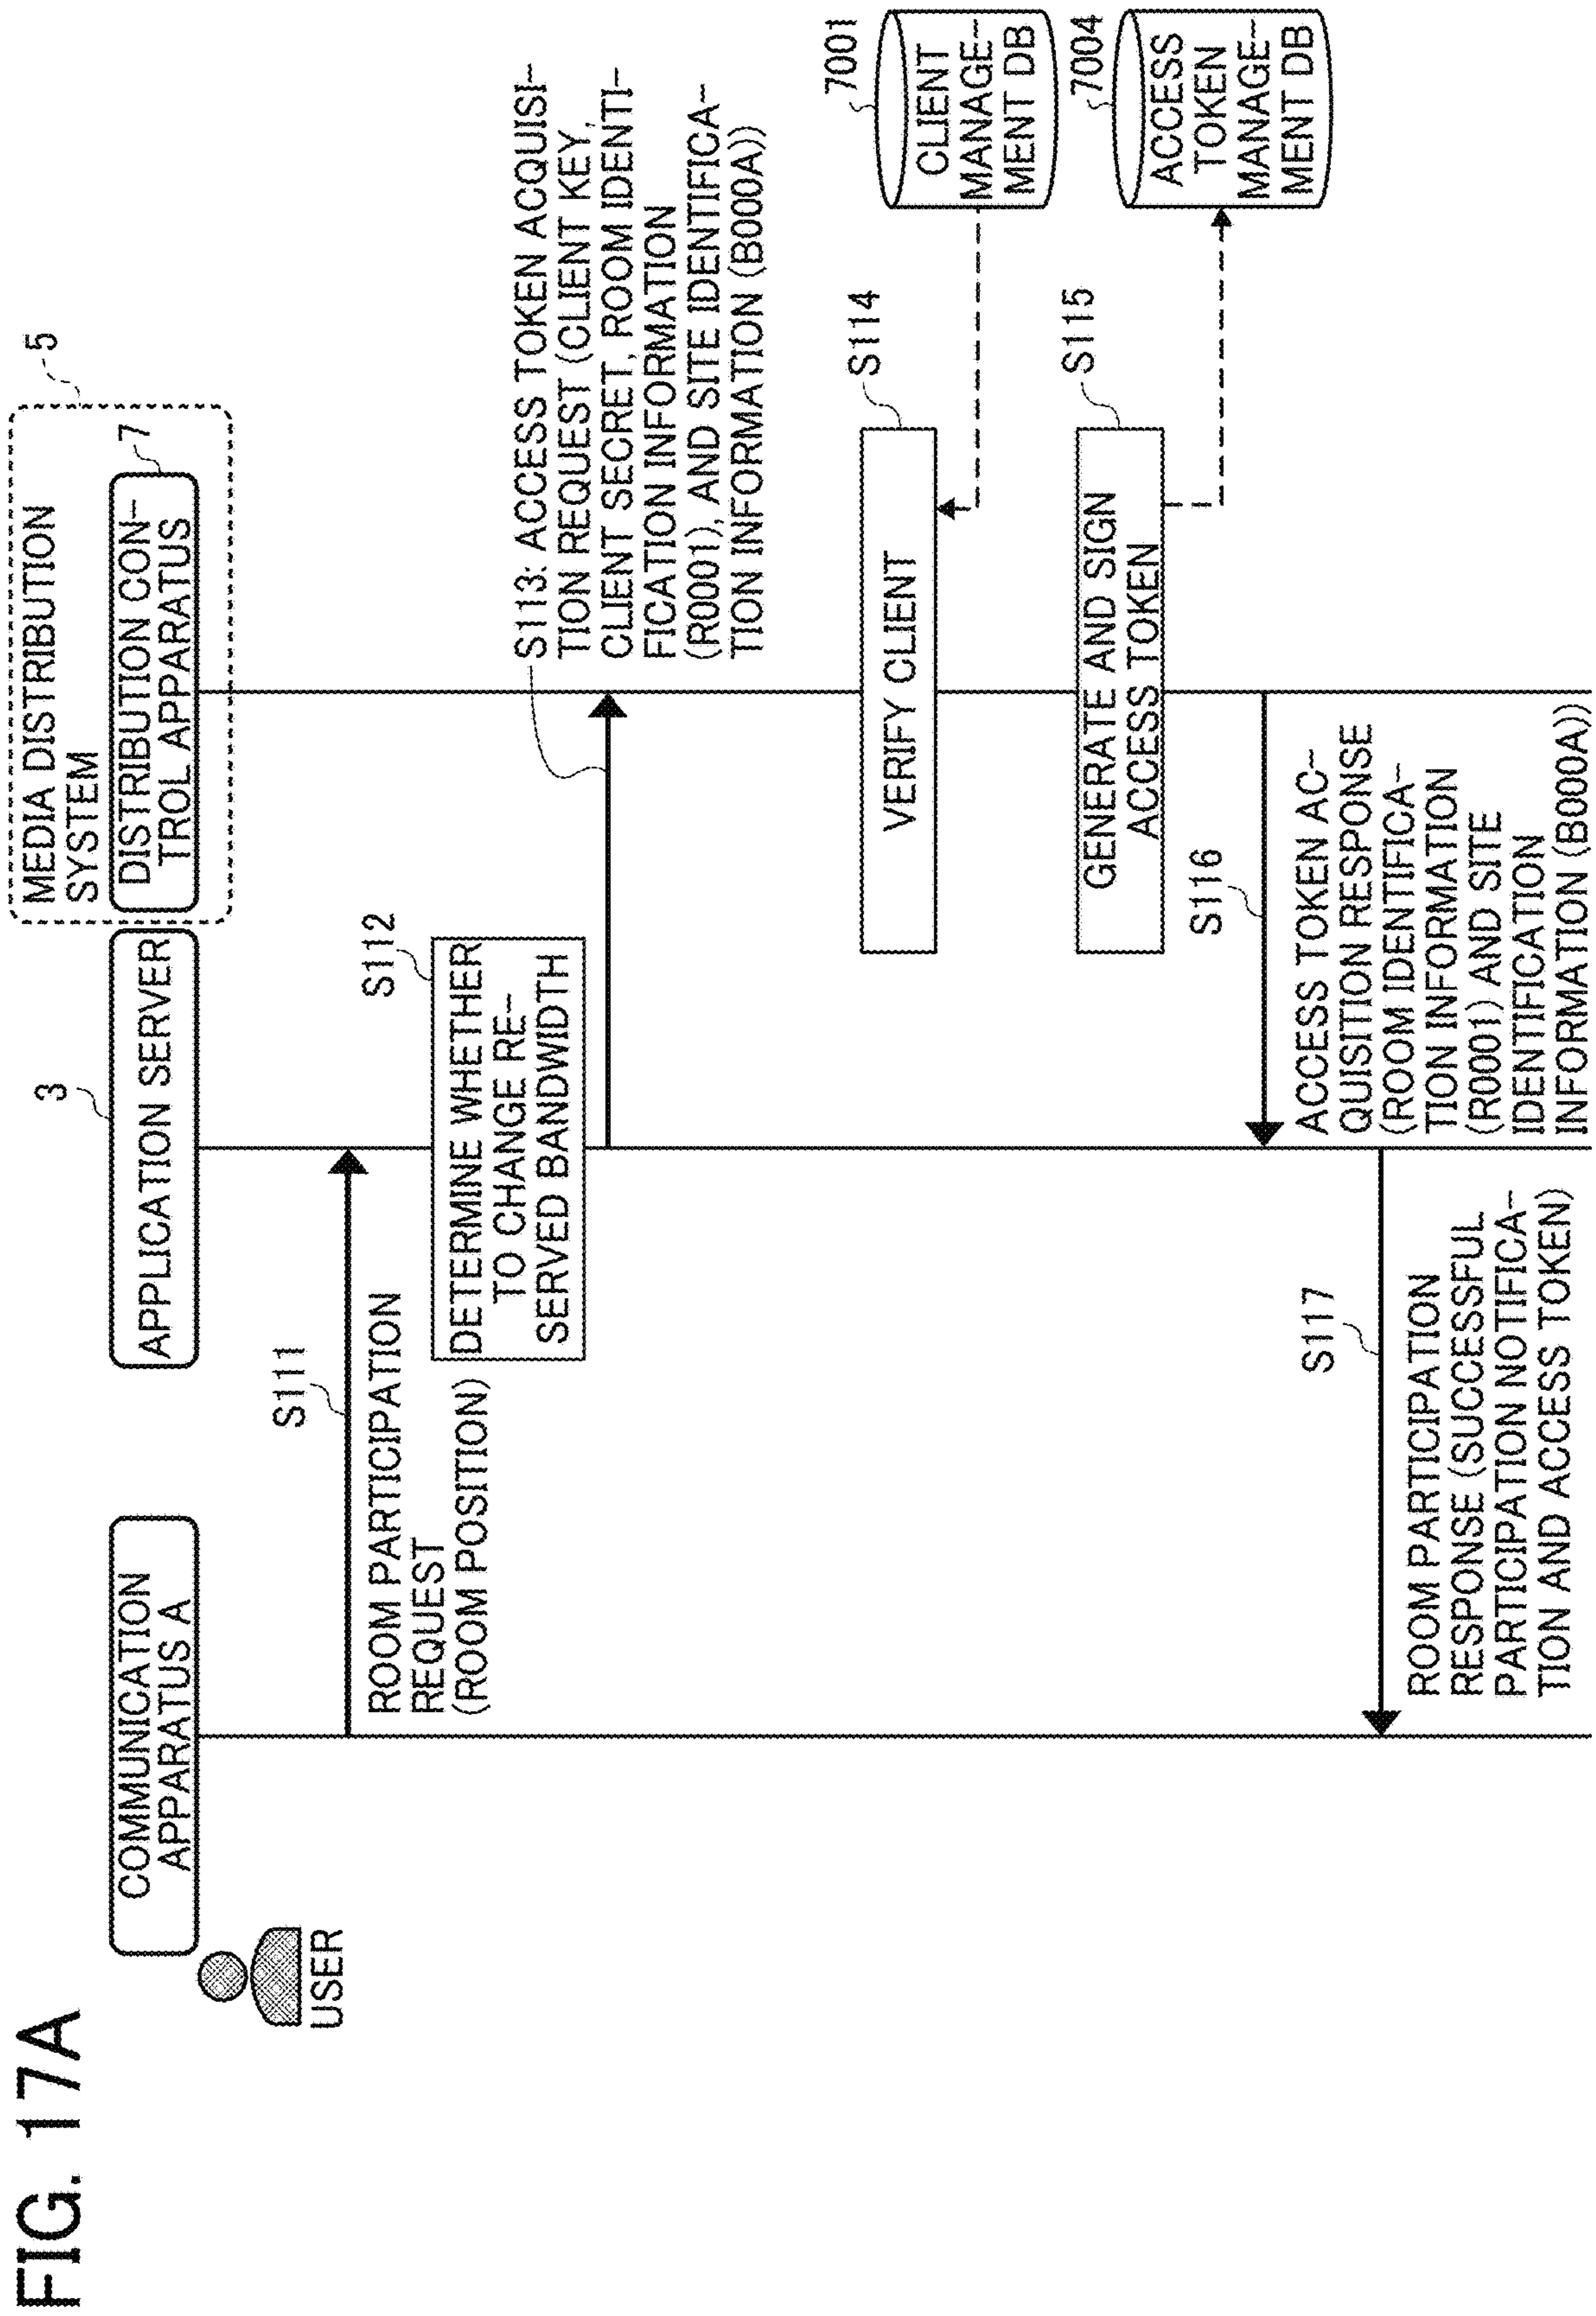 FIG. 17A
USER
COMMUNICATION
APPARATUS A
3
APPLICATION SERVER
5
MEDIA DISTRIBUTION
SYSTEM
7
DISTRIBUTION CON-
TROL APPARATUS
S111
ROOM PARTICIPATION
REQUEST
(ROOM POSITION)
S112
DETERMINE WHETHER
TO CHANGE RE-
SERVED BANDWIDTH
S113: ACCESS TOKEN ACQUISI-
TION REQUEST (CLIENT KEY,
CLIENT SECRET, ROOM IDENTI-
FICATION INFORMATION
(R0001), AND SITE IDENTIFICA-
TION INFORMATION (B000A))
S114
VERIFY CLIENT
7001
CLIENT
MANAGE-
MENT DB
S115
GENERATE AND SIGN
ACCESS TOKEN
7004
ACCESS
TOKEN
MANAGE-
MENT DB
S116
ACCESS TOKEN AC-
QUISITION RESPONSE
(ROOM IDENTIFICA-
TION INFORMATION
(R0001) AND SITE
IDENTIFICATION
INFORMATION (B000A))
S117
ROOM PARTICIPATION
RESPONSE (SUCCESSFUL
PARTICIPATION NOTIFICA-
TION AND ACCESS TOKEN)